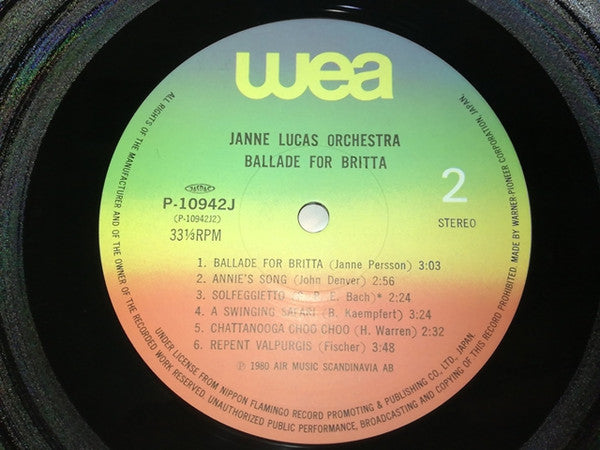 wea
JANNE LUCAS ORCHESTRA
BALLADE FOR BRITTA
P-10942J
(P-10942J2)
33⅓RPM
2
STEREO
1. BALLADE FOR BRITTA (Janne Persson) 3:03
2. ANNIE'S SONG (John Denver) 2:56
3. SOLFEGGIETTO P. E. Bach)* 2:24
4. A SWINGING SAFARI (B. Kaempfert) 3:24
5. CHATTANOOGA CHOO CHOO (H. Warren) 2:32
6. REPENT VALPURGIS (Fischer) 3:48
Ⓟ 1980 AIR MUSIC SCANDINAVIA AB
ALL RIGHTS OF THE MANUFACTURER AND OF THE OWNER OF THE RECORDED WORK RESERVED. UNAUTHORIZED PUBLIC PERFORMANCE, BROADCASTING AND COPYING OF THIS RECORD PROHIBITED. MADE BY WARNER-PIONEER CORPORATION, JAPAN.
UNDER LICENSE FROM NIPPON FLAMINGO RECORD PROMOTING & PUBLISHING CO., LTD., JAPAN.